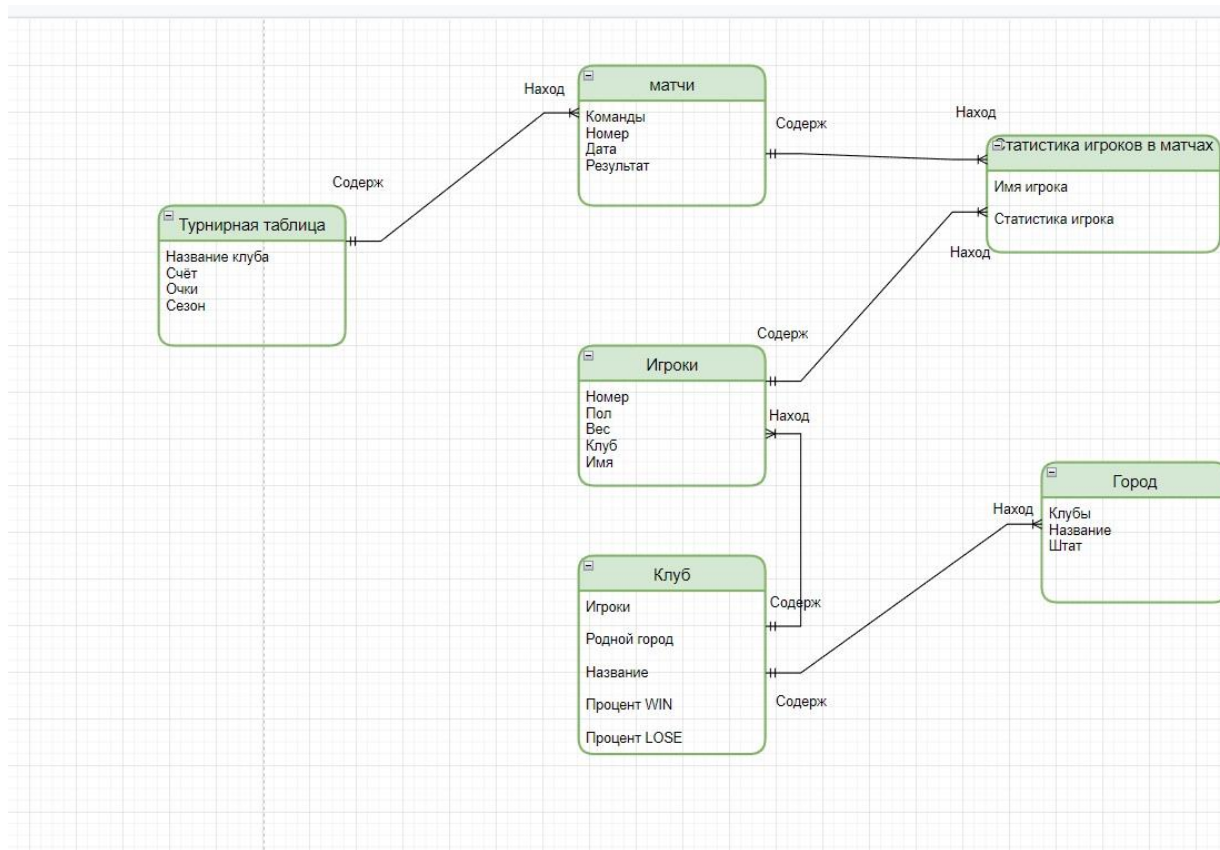 Наход
матчи
Команды
Номер
Дата
Результат
Содерж
Наход
Статистика игроков в матчах
Имя игрока
Статистика игрока
Наход
Содерж
Турнирная таблица
Название клуба
Счёт
Очки
Сезон
Содерж
Игроки
Номер
Пол
Вес
Клуб
Имя
Наход
Город
Клубы
Название
Штат
Наход
Клуб
Игроки
Родной город
Название
Процент WIN
Процент LOSE
Содерж
Содерж